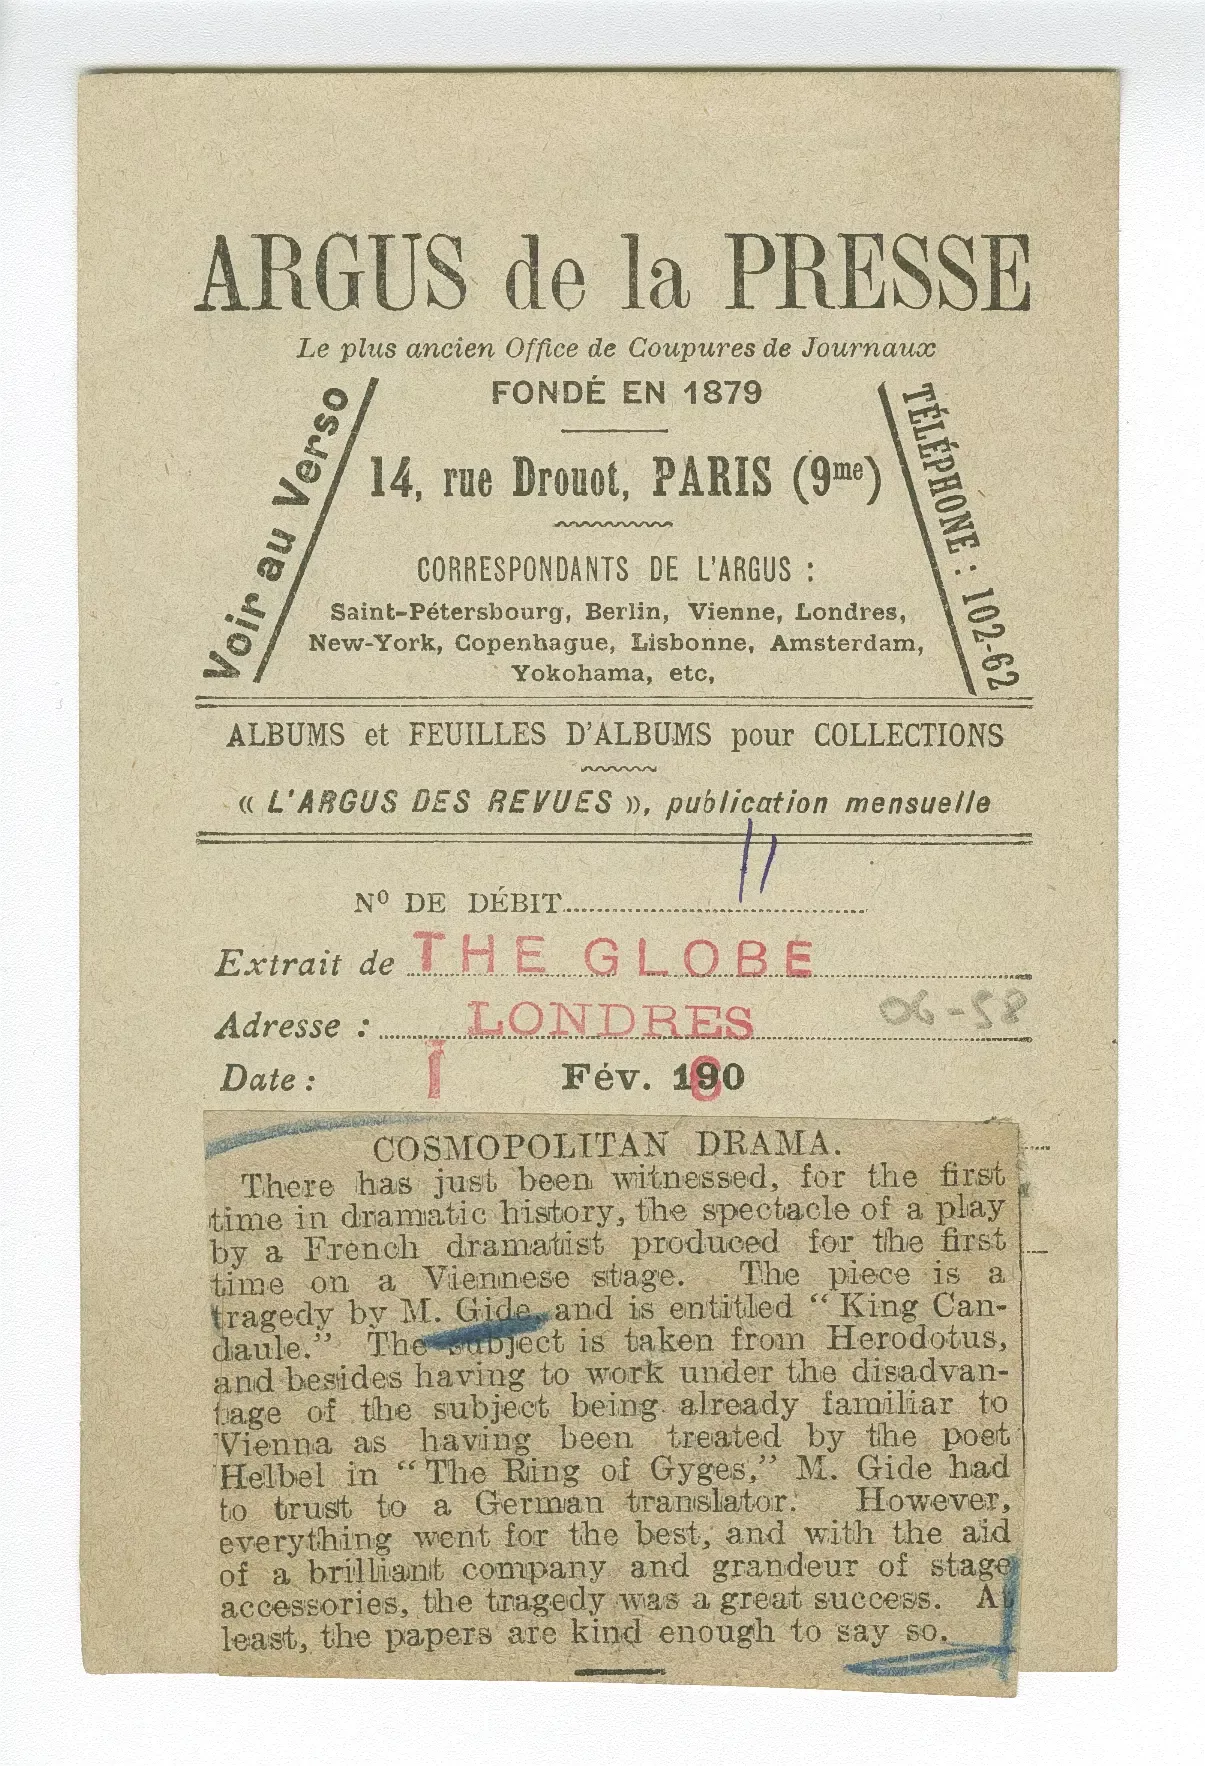 ARGUS de la PRESSE
Le plus ancien Office de Coupures de Journaux
FONDÉ EN 1879
Voir au Verso
TÉLÉPHONE : 102-62
14, rue Drouot, PARIS (9me)
CORRESPONDANTS DE L'ARGUS :
Saint-Pétersbourg, Berlin, Vienne, Londres,
New-York, Copenhague, Lisbonne, Amsterdam,
Yokohama, etc,
ALBUMS et FEUILLES D'ALBUMS pour COLLECTIONS
« L'ARGUS DES REVUES », publication mensuelle
No DE DÉBIT
Extrait de THE GLOBE
Adresse : LONDRES
06-58
Date : 1 Fév. 190
COSMOPOLITAN DRAMA.
There has just been witnessed, for the first
time in dramatic history, the spectacle of a play
by a French dramatist produced for the first
time on a Viennese stage. The piece is a
tragedy by M. Gide, and is entitled “King Can-
daule.” The subject is taken from Herodotus,
and besides having to work under the disadvan-
tage of the subject being already familiar to
Vienna as having been treated by the poet
Helbel in “The Ring of Gyges,” M. Gide had
to trust to a German translator. However,
everything went for the best, and with the aid
of a brilliant company and grandeur of stage
accessories, the tragedy was a great success. At
least, the papers are kind enough to say so.